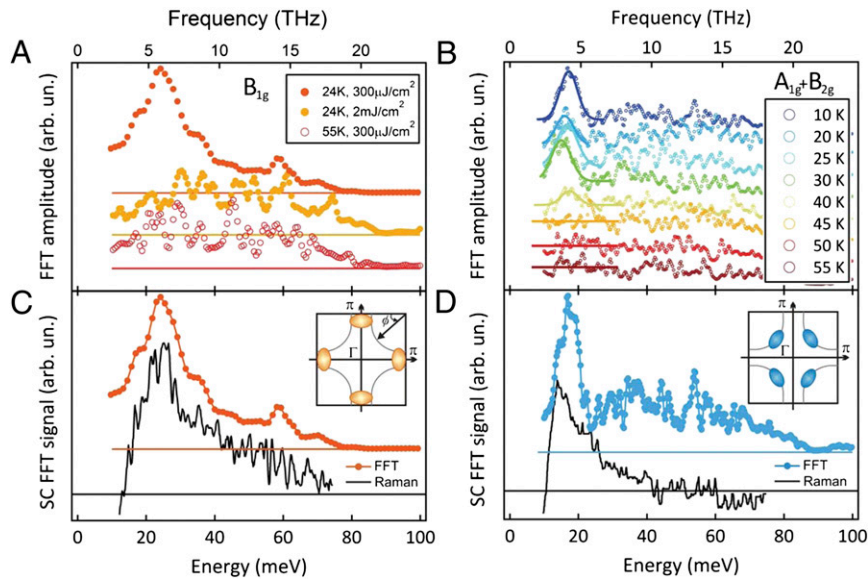 Frequency (THz)
0 5 10 15 20
A
B1g
24K, 300μJ/cm²
24K, 2mJ/cm²
55K, 300μJ/cm²
FFT amplitude (arb. un.)
C
π
ϕ
Γ
π
SC FFT signal (arb. un.)
FFT
Raman
0 20 40 60 80 100
Energy (meV)
Frequency (THz)
0 5 10 15 20
B
A1g+B2g
10 K
20 K
25 K
30 K
40 K
45 K
50 K
55 K
FFT amplitude (arb. un.)
D
π
Γ
π
SC FFT signal (arb. un.)
FFT
Raman
0 20 40 60 80 100
Energy (meV)